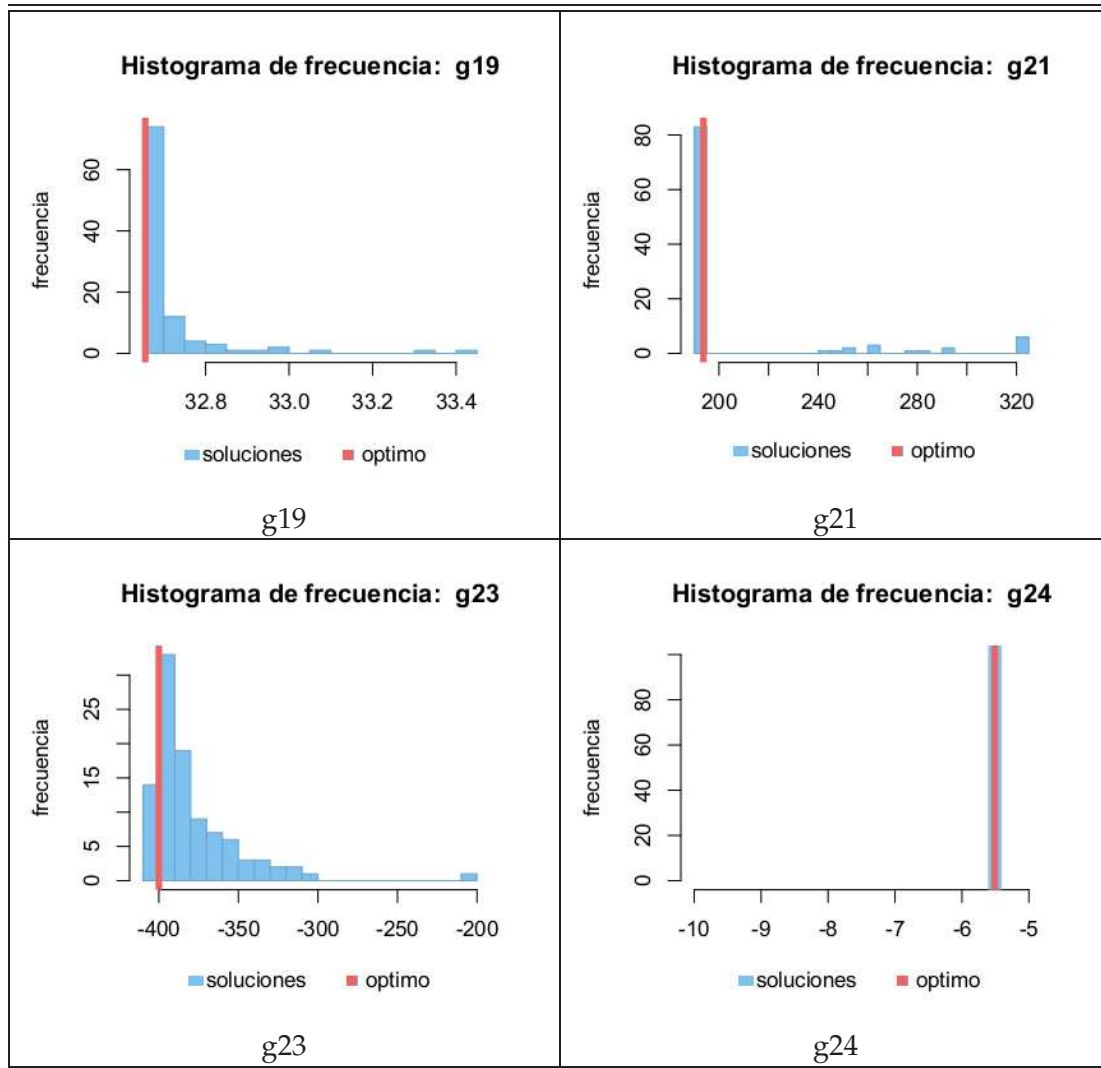 Histograma de frecuencia: g19
frecuencia
0 20 40 60
32.8 33.0 33.2 33.4
soluciones optimo
g19
Histograma de frecuencia: g21
frecuencia
0 20 40 60 80
200 240 280 320
soluciones optimo
g21
Histograma de frecuencia: g23
frecuencia
0 5 15 25
-400 -350 -300 -250 -200
soluciones optimo
g23
Histograma de frecuencia: g24
frecuencia
0 20 40 60 80
-10 -9 -8 -7 -6 -5
soluciones optimo
g24